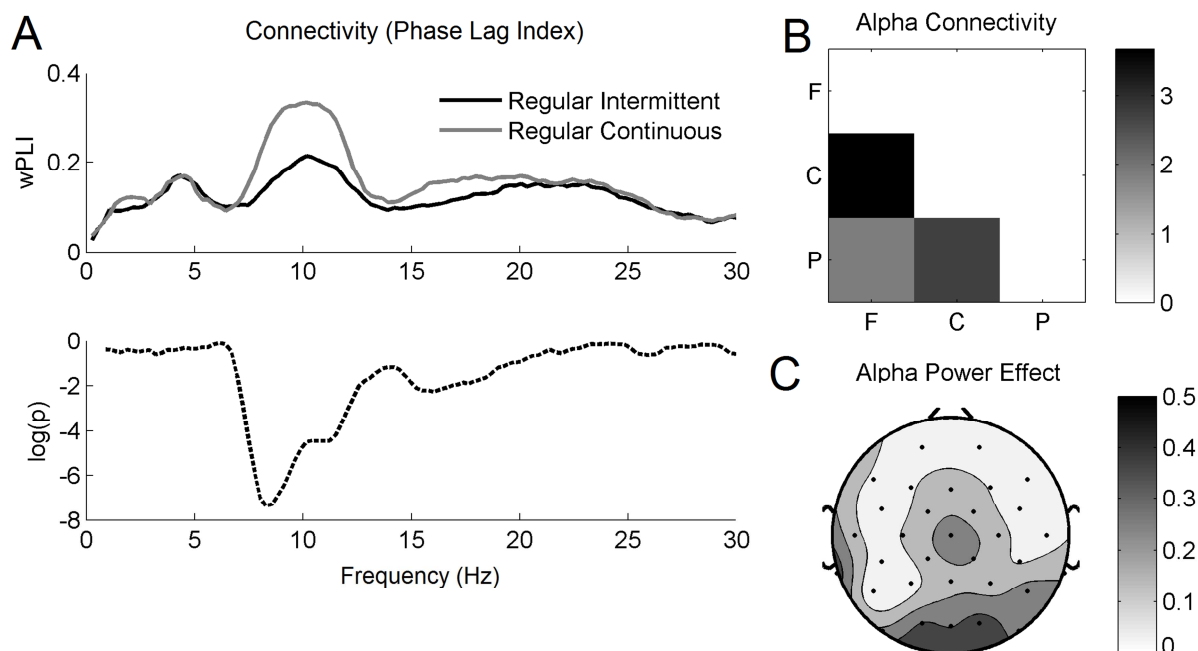 A
Connectivity (Phase Lag Index)
0.4
0.2
0
wPLI
Regular Intermittent
Regular Continuous
0 5 10 15 20 25 30
0
-2
-4
-6
-8
log(p)
0 5 10 15 20 25 30
Frequency (Hz)
B
Alpha Connectivity
F
C
P
F C P
3
2
1
0
C
Alpha Power Effect
0.5
0.4
0.3
0.2
0.1
0